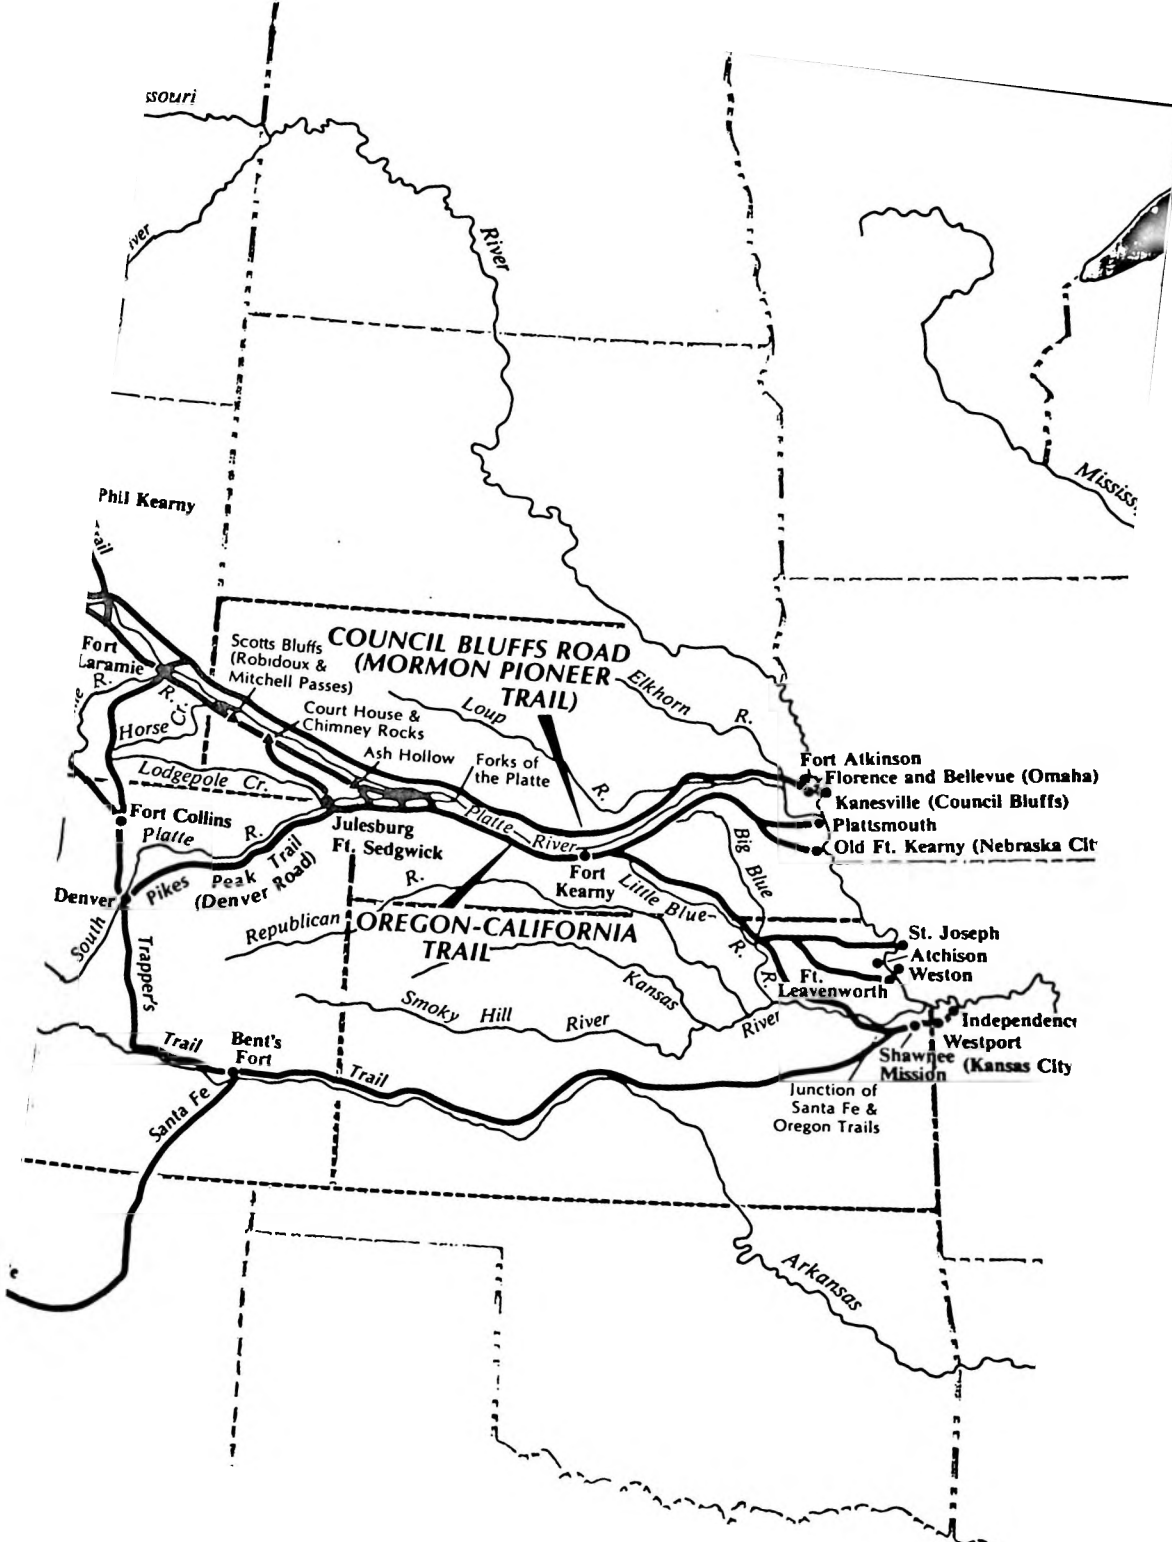 ssouri
River
iver
Mississ
Phil Kearny
ail
Fort
Laramie
R.
R.
Horse
Cr.
Scotts Bluffs
(Robidoux &
Mitchell Passes)
COUNCIL BLUFFS ROAD
(MORMON PIONEER
TRAIL)
Elkhorn
R.
Loup
R.
Court House &
Chimney Rocks
Ash Hollow
Forks of
the Platte
Lodgepole Cr.
Fort Atkinson
Florence and Bellevue (Omaha)
Kanesville (Council Bluffs)
Plattsmouth
Old Ft. Kearny (Nebraska Cit
Fort Collins
Platte
R.
Julesburg
Ft. Sedgwick
Platte
River
Big
Blue
Fort
Kearny
Little Blue
R.
R.
Denver
Pikes
Peak
Trail
(Denver Road)
South
R.
Republican
OREGON-CALIFORNIA
TRAIL
St. Joseph
Atchison
Weston
Ft.
Leavenworth
Trapper's
Trail
Kansas
River
Smoky Hill River
Independence
Westport
(Kansas City
Shawnee
Mission
Junction of
Santa Fe &
Oregon Trails
Bent's
Fort
Santa Fe
Trail
e
Arkansas